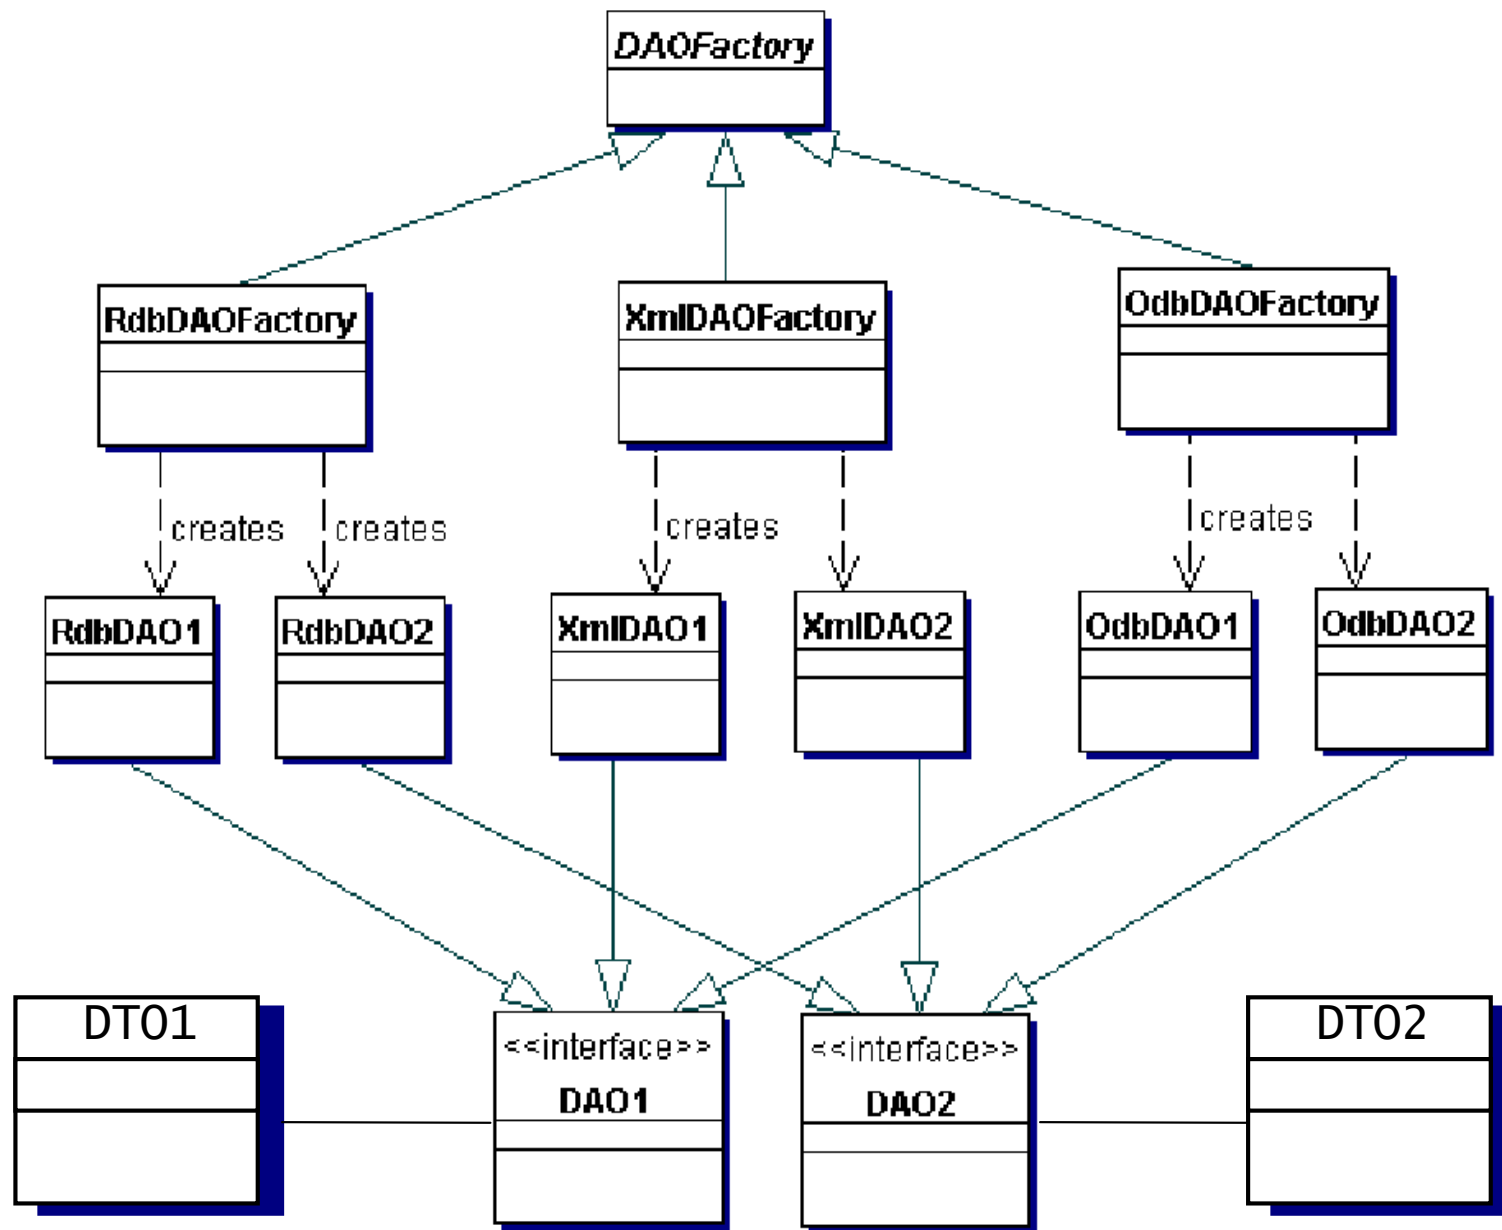 DAOFactory
RdbDAOFactory
XmlDAOFactory
OdbDAOFactory
creates
creates
creates
creates
RdbDAO1
RdbDAO2
XmlDAO1
XmlDAO2
OdbDAO1
OdbDAO2
DTO1
<<interface>>
DAO1
<<interface>>
DAO2
DTO2